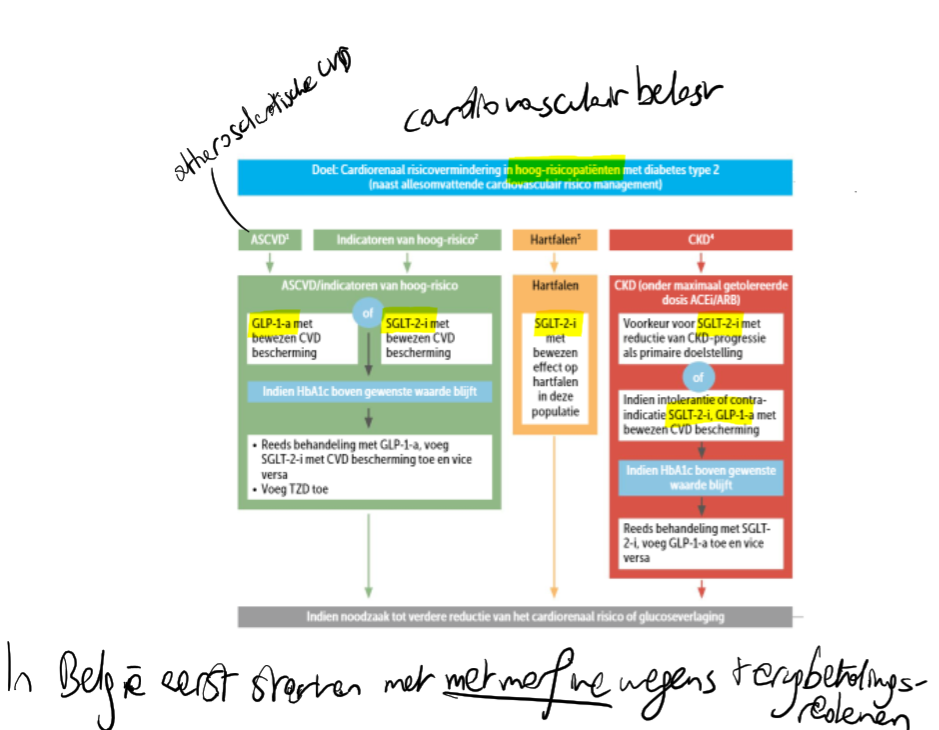 atherosclerotische CVD
cardiovasculair belast
Doel: Cardiorenaal risicovermindering in hoog-risicopatiënten met diabetes type 2
(naast allesomvattende cardiovasculair risico management)
ASCVD¹
Indicatoren van hoog-risico²
Hartfalen⁵
CKD⁴
ASCVD/indicatoren van hoog-risico
GLP-1-a met
bewezen CVD
bescherming
of
SGLT-2-i met
bewezen CVD
bescherming
Indien HbA1c boven gewenste waarde blijft
• Reeds behandeling met GLP-1-a, voeg
SGLT-2-i met CVD bescherming toe en vice
versa
• Voeg TZD toe
Hartfalen
SGLT-2-i
met
bewezen
effect op
hartfalen
in deze
populatie
CKD (onder maximaal getolereerde
dosis ACEi/ARB)
Voorkeur voor SGLT-2-i met
reductie van CKD-progressie
als primaire doelstelling
of
Indien intolerantie of contra-
indicatie SGLT-2-i, GLP-1-a met
bewezen CVD bescherming
Indien HbA1c boven gewenste
waarde blijft
Reeds behandeling met SGLT-
2-i, voeg GLP-1-a toe en vice
versa
Indien noodzaak tot verdere reductie van het cardiorenaal risico of glucoseverlaging
In België eerst starten met metmorfine wegens terugbetalings-
redenen